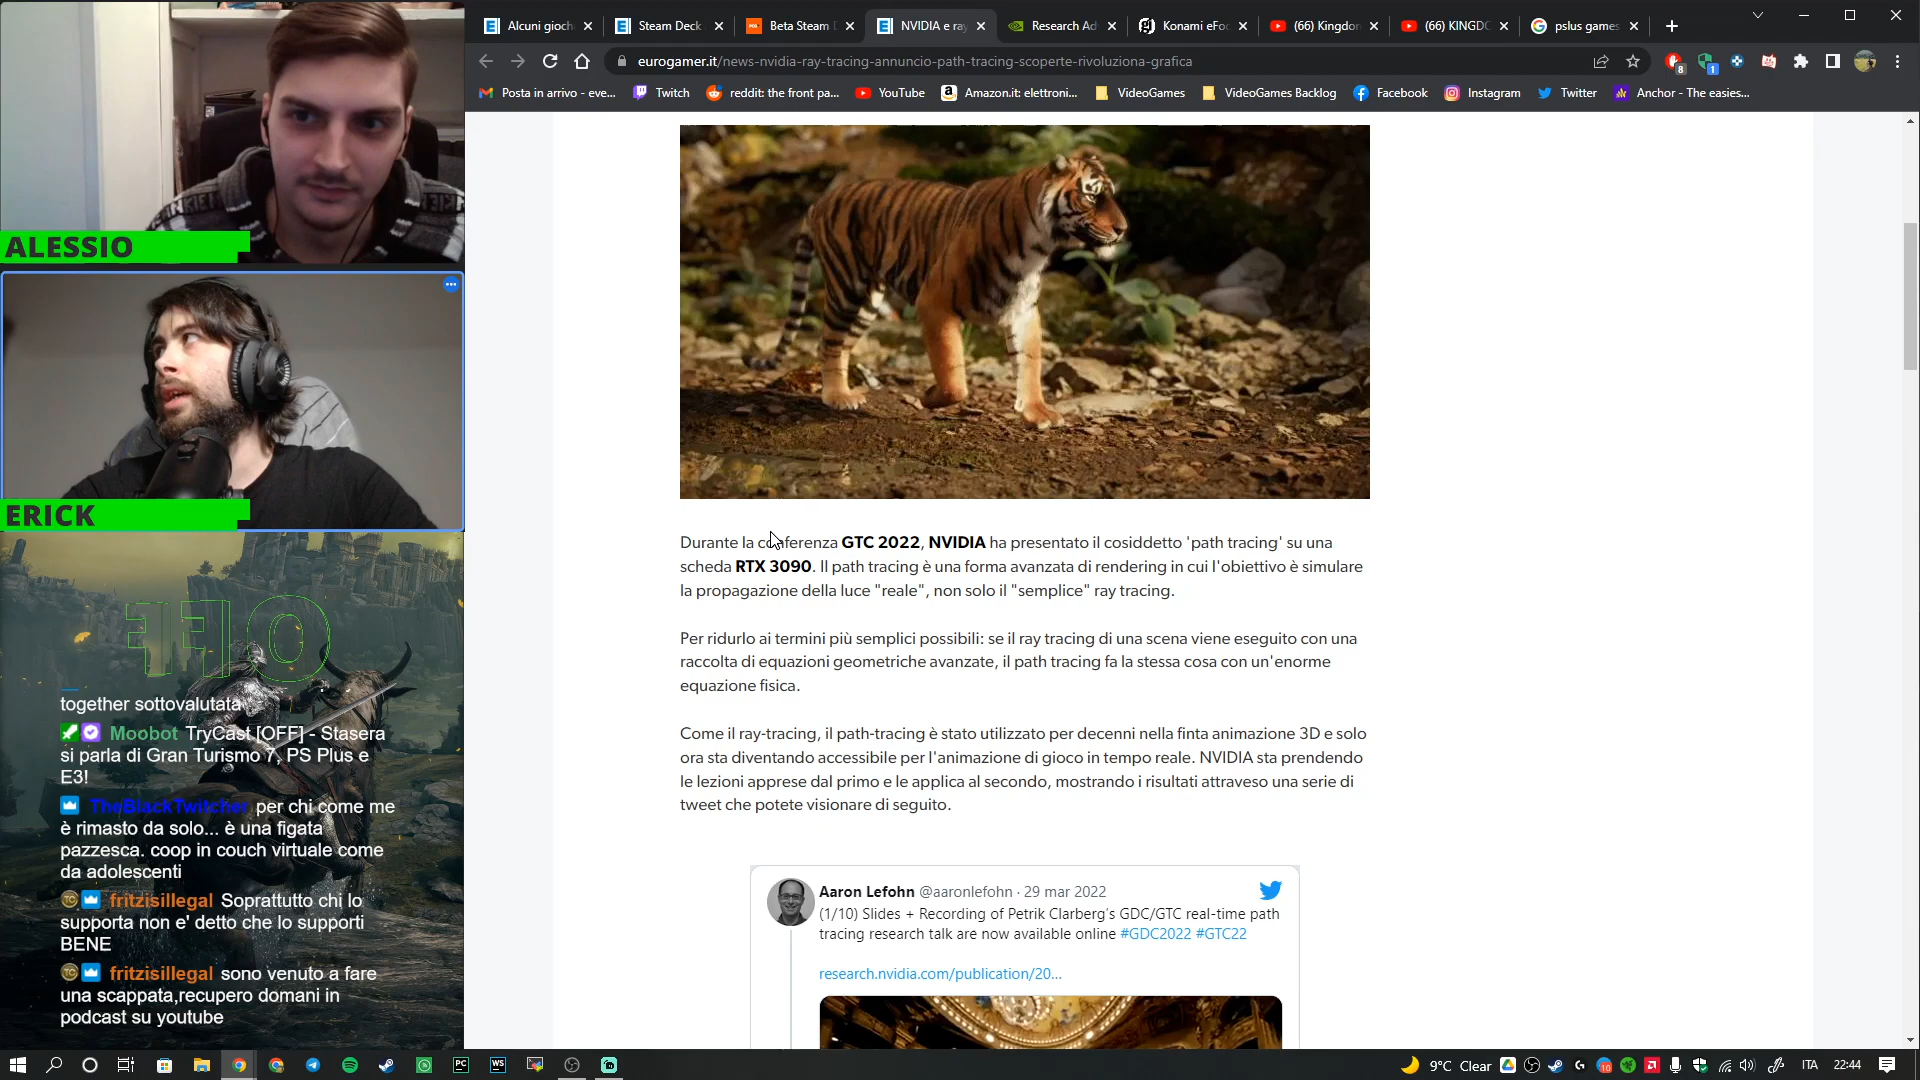 ALESSIO
ERICK
OFF
together sottovalutata
Moobot TryCast [OFF] - Stasera
si parla di Gran Turismo 7, PS Plus e
E3!
TheBlackTwitcher per chi come me
è rimasto da solo... è una figata
pazzesca. coop in couch virtuale come
da adolescenti
fritzisillegal Soprattutto chi lo
supporta non e' detto che lo supporti
BENE
fritzisillegal sono venuto a fare
una scappata,recupero domani in
podcast su youtube
Alcuni gioch
Steam Deck
Beta Steam
NVIDIA e ray
Research Ad
Konami eFo
(66) Kingdo
(66) KINGD
pslus games
eurogamer.it/news-nvidia-ray-tracing-annuncio-path-tracing-scoperte-rivoluziona-grafica
8
1
Posta in arrivo - eve...
Twitch
reddit: the front pa...
YouTube
Amazon.it: elettroni...
VideoGames
VideoGames Backlog
Facebook
Instagram
Twitter
Anchor - The easies...
Durante la conferenza GTC 2022, NVIDIA ha presentato il cosiddetto 'path tracing' su una
scheda RTX 3090. Il path tracing è una forma avanzata di rendering in cui l'obiettivo è simulare
la propagazione della luce "reale", non solo il "semplice" ray tracing.
Per ridurlo ai termini più semplici possibili: se il ray tracing di una scena viene eseguito con una
raccolta di equazioni geometriche avanzate, il path tracing fa la stessa cosa con un'enorme
equazione fisica.
Come il ray-tracing, il path-tracing è stato utilizzato per decenni nella finta animazione 3D e solo
ora sta diventando accessibile per l'animazione di gioco in tempo reale. NVIDIA sta prendendo
le lezioni apprese dal primo e le applica al secondo, mostrando i risultati attraveso una serie di
tweet che potete visionare di seguito.
Aaron Lefohn @aaronlefohn · 29 mar 2022
(1/10) Slides + Recording of Petrik Clarberg's GDC/GTC real-time path
tracing research talk are now available online #GDC2022 #GTC22
research.nvidia.com/publication/20...
PC
WS
9°C Clear
10
ITA
22:44